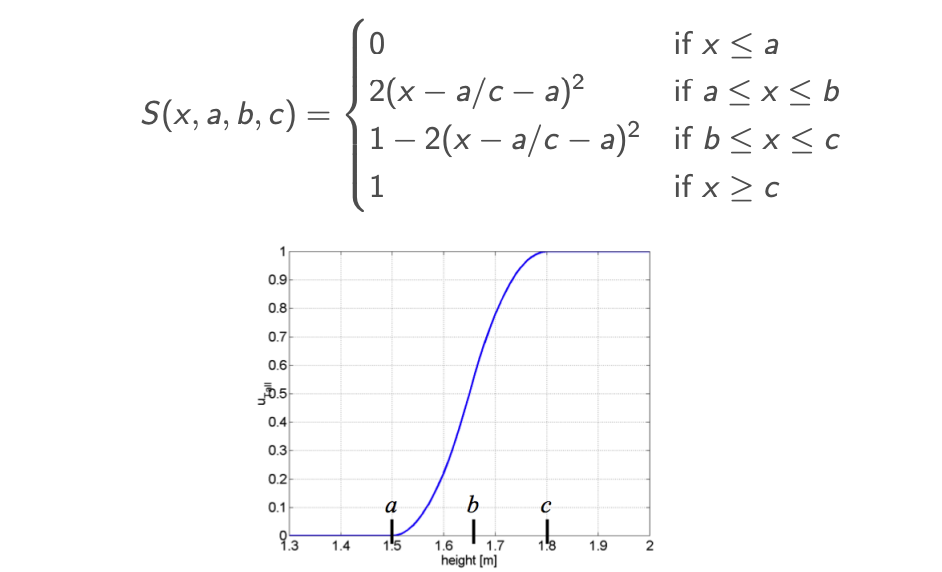 S(x, a, b, c) =
0 if x ≤ a
2(x − a/c − a)² if a ≤ x ≤ b
1 − 2(x − a/c − a)² if b ≤ x ≤ c
1 if x ≥ c
1
0.9
0.8
0.7
0.6
0.5
0.4
0.3
0.2
0.1
0
a b c
1.3 1.4 1.5 1.6 1.7 1.8 1.9 2
height [m]